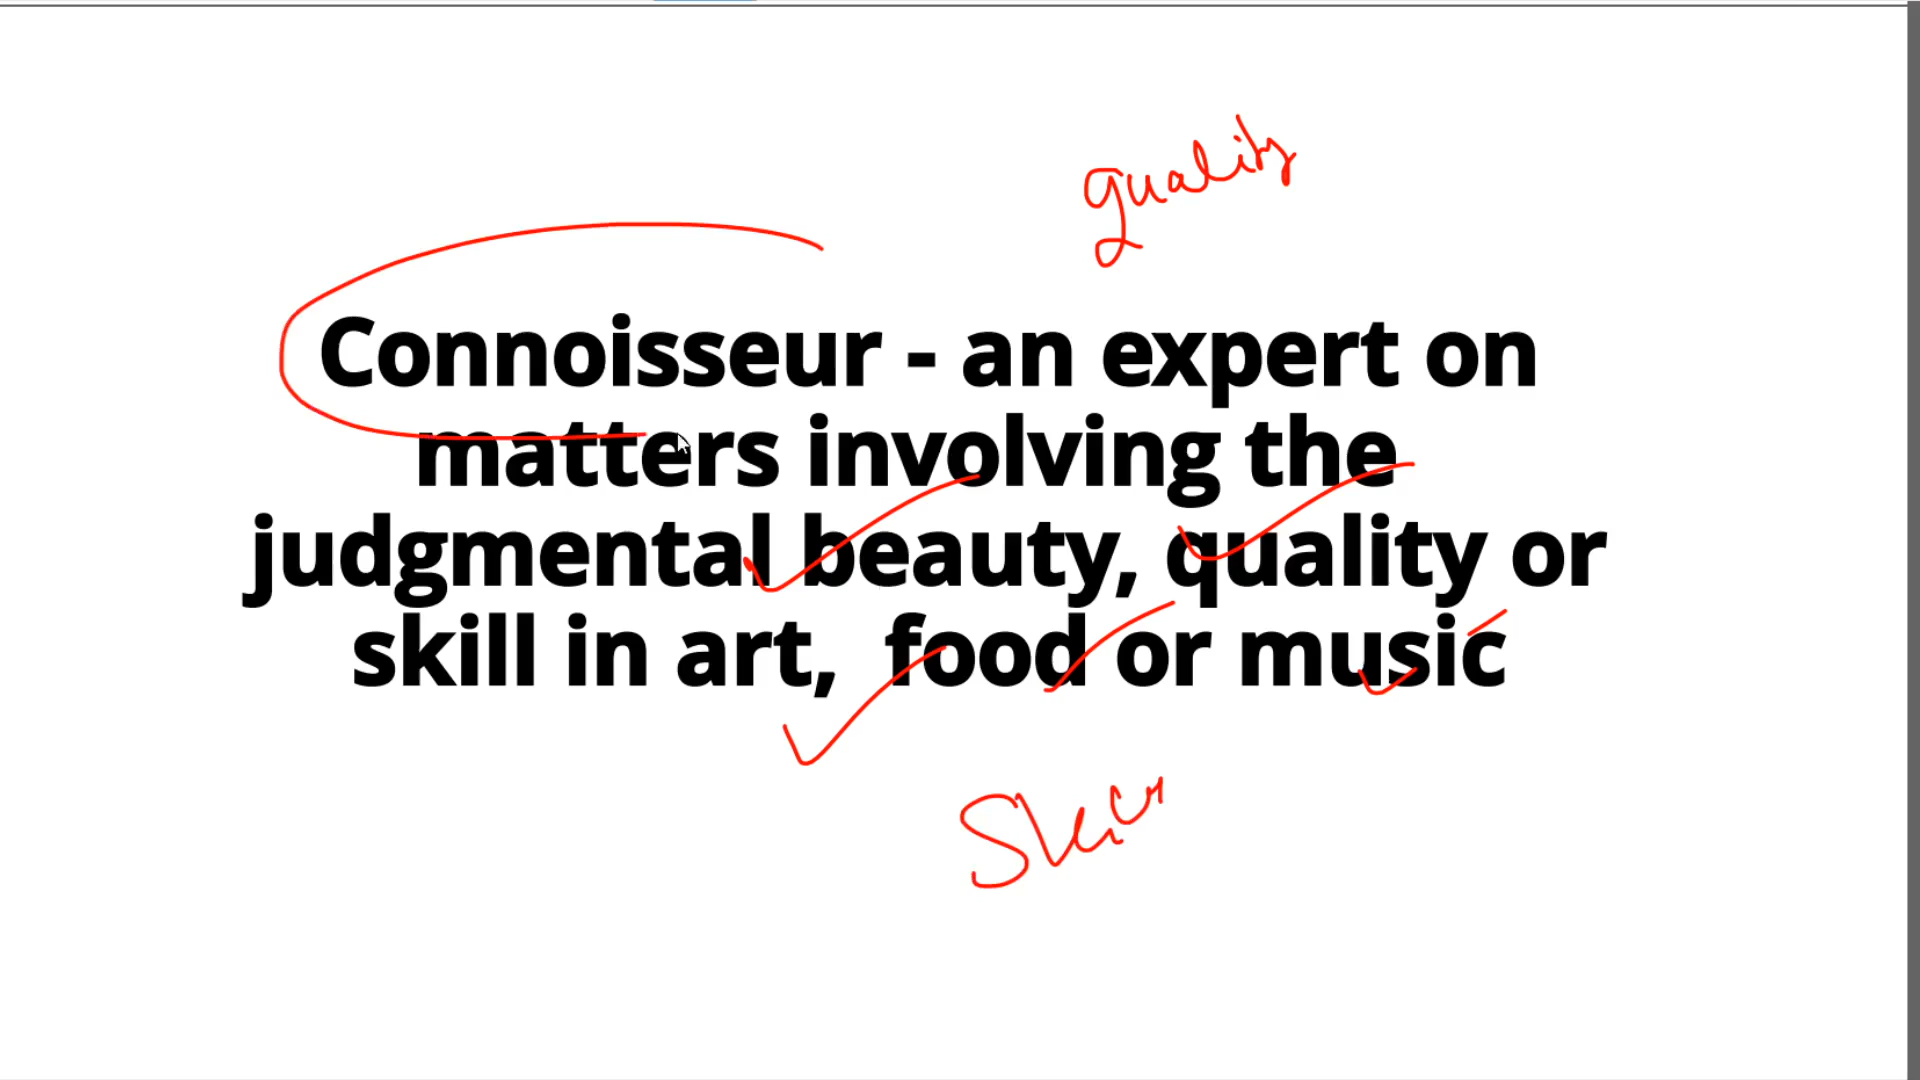 quality
Connoisseur - an expert on
matters involving the
judgmental beauty, quality or
skill in art, food or music